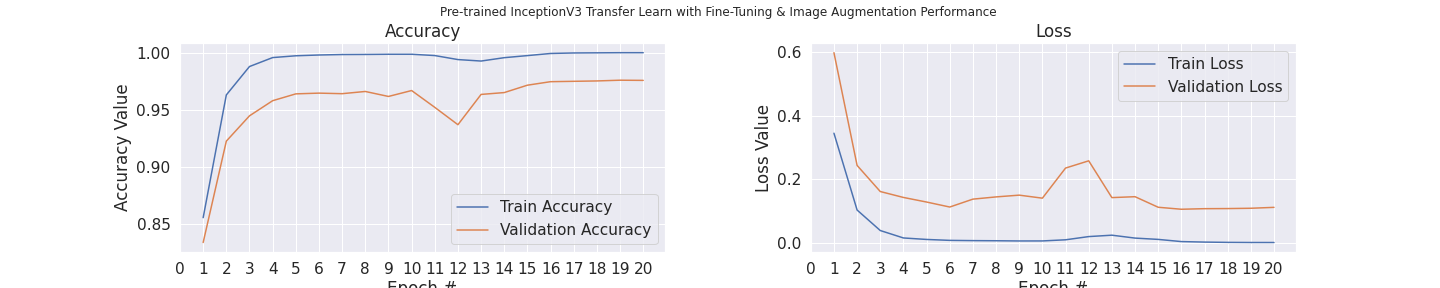 Pre-trained InceptionV3 Transfer Learn with Fine-Tuning & Image Augmentation Performance
Accuracy
Accuracy Value
1.00
0.95
0.90
0.85
Train Accuracy
Validation Accuracy
0 1 2 3 4 5 6 7 8 9 10 11 12 13 14 15 16 17 18 19 20
Epoch #
Loss
Loss Value
0.6
0.4
0.2
0.0
Train Loss
Validation Loss
0 1 2 3 4 5 6 7 8 9 10 11 12 13 14 15 16 17 18 19 20
Epoch #